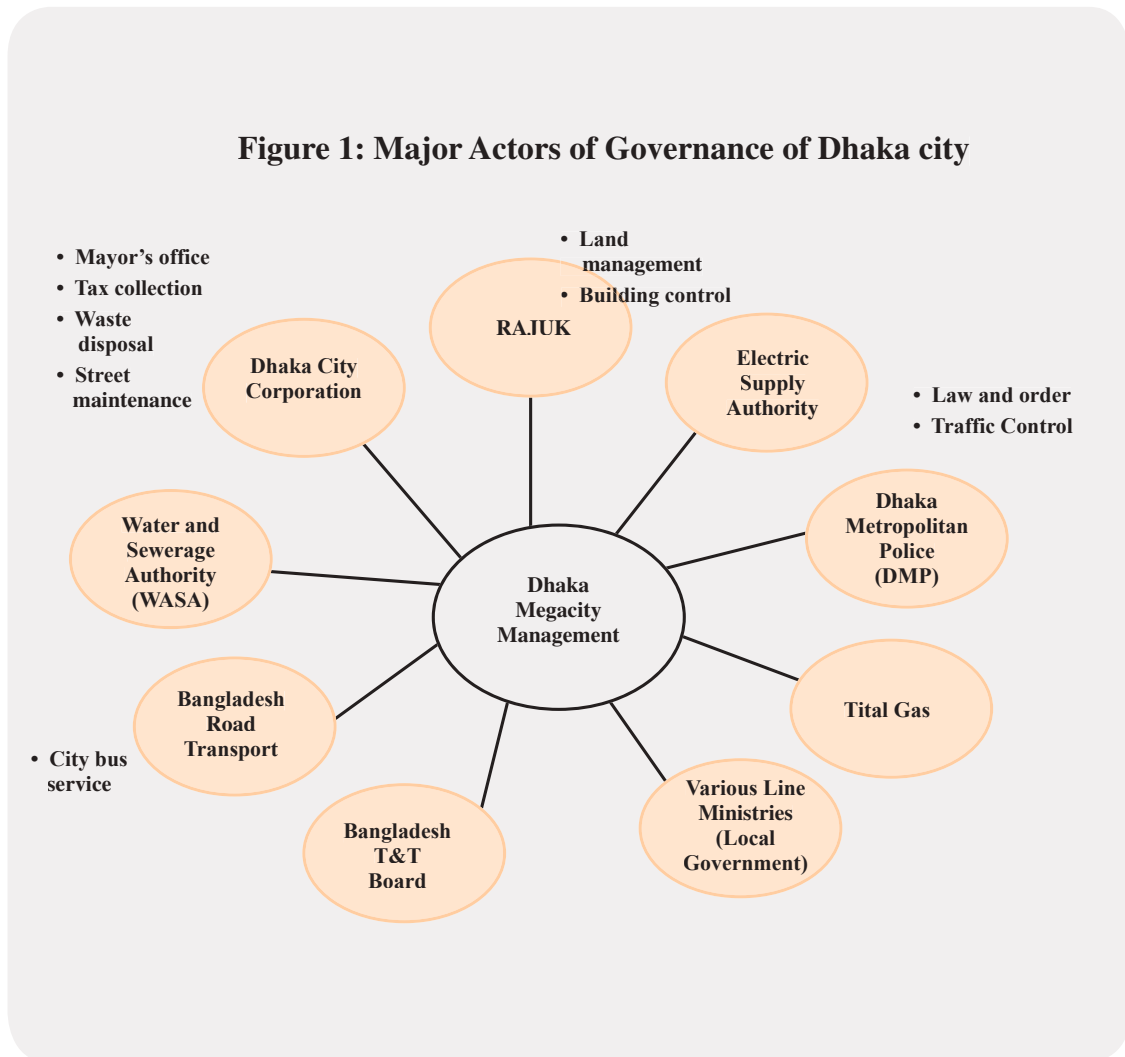 Figure 1: Major Actors of Governance of Dhaka city
• Mayor’s office
• Tax collection
• Waste
disposal
• Street
maintenance
Dhaka City
Corporation
• Land
management
• Building control
RAJUK
Electric
Supply
Authority
• Law and order
• Traffic Control
Dhaka
Metropolitan
Police
(DMP)
Water and
Sewerage
Authority
(WASA)
Dhaka
Megacity
Management
Tital Gas
Bangladesh
Road
Transport
• City bus
service
Bangladesh
T&T
Board
Various Line
Ministries
(Local
Government)